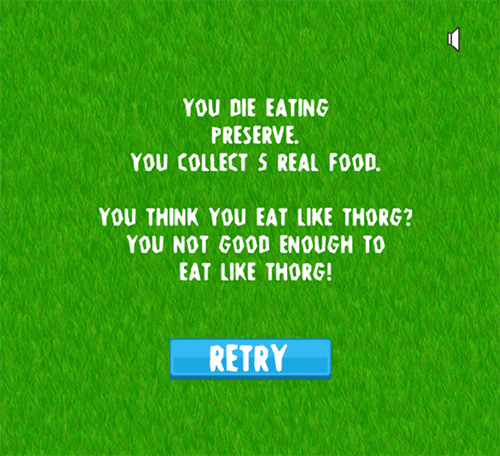 YOU DIE EATING
PRESERVE.
YOU COLLECT 5 REAL FOOD.
YOU THINK YOU EAT LIKE THORG?
YOU NOT GOOD ENOUGH TO
EAT LIKE THORG!
RETRY